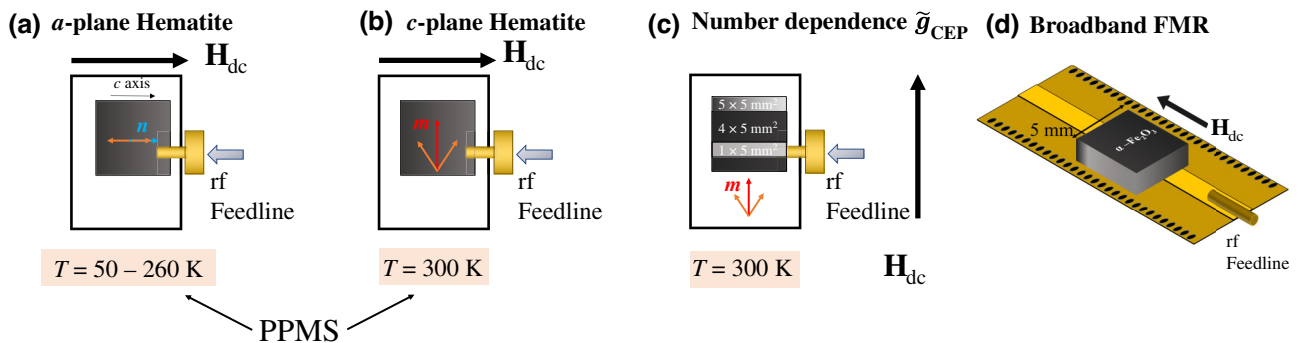 (a) a-plane Hematite
H_dc
c axis
n
rf
Feedline
T = 50 – 260 K
(b) c-plane Hematite
H_dc
m
rf
Feedline
T = 300 K
PPMS
(c) Number dependence g̃_CEP
5 × 5 mm²
4 × 5 mm²
1 × 5 mm²
m
rf
Feedline
T = 300 K
H_dc
(d) Broadband FMR
5 mm
α –Fe₂O₃
H_dc
rf
Feedline